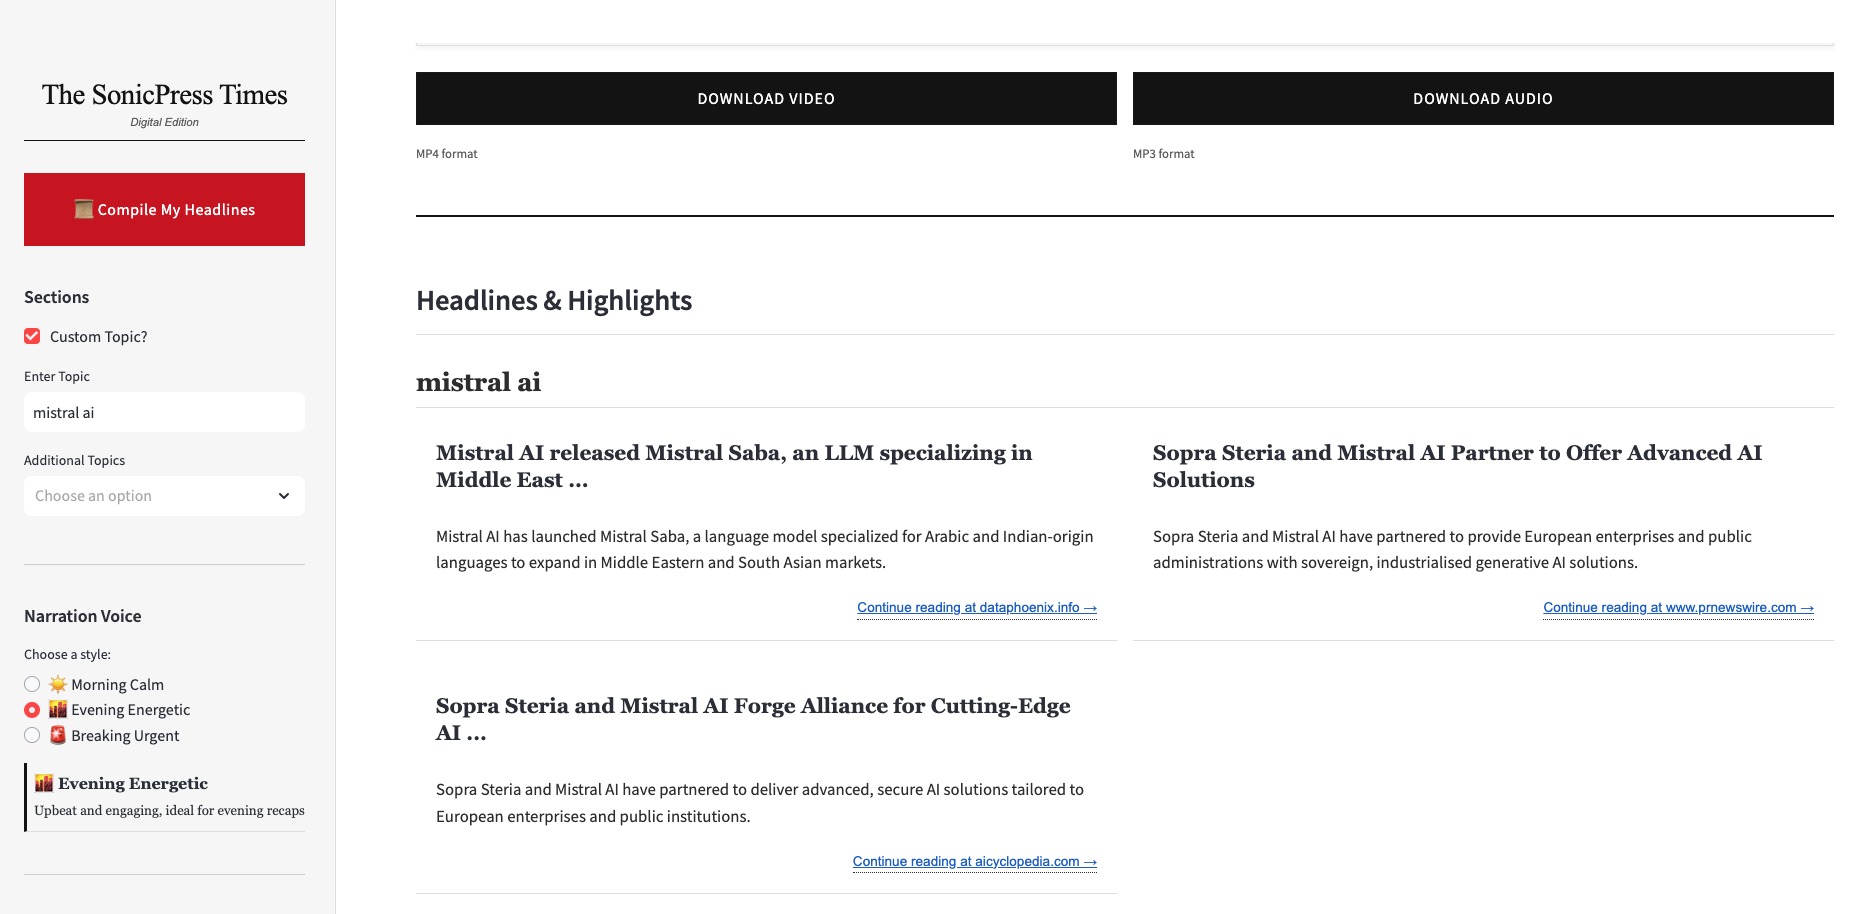 The SonicPress Times
Digital Edition
Compile My Headlines
Sections
Custom Topic?
Enter Topic
mistral ai
Additional Topics
Choose an option
Narration Voice
Choose a style:
Morning Calm
Evening Energetic
Breaking Urgent
Evening Energetic
Upbeat and engaging, ideal for evening recaps
DOWNLOAD VIDEO
MP4 format
DOWNLOAD AUDIO
MP3 format
Headlines & Highlights
mistral ai
Mistral AI released Mistral Saba, an LLM specializing in
Middle East ...
Mistral AI has launched Mistral Saba, a language model specialized for Arabic and Indian-origin
languages to expand in Middle Eastern and South Asian markets.
Continue reading at dataphoenix.info →
Sopra Steria and Mistral AI Partner to Offer Advanced AI
Solutions
Sopra Steria and Mistral AI have partnered to provide European enterprises and public
administrations with sovereign, industrialised generative AI solutions.
Continue reading at www.prnewswire.com →
Sopra Steria and Mistral AI Forge Alliance for Cutting-Edge
AI ...
Sopra Steria and Mistral AI have partnered to deliver advanced, secure AI solutions tailored to
European enterprises and public institutions.
Continue reading at aicyclopedia.com →